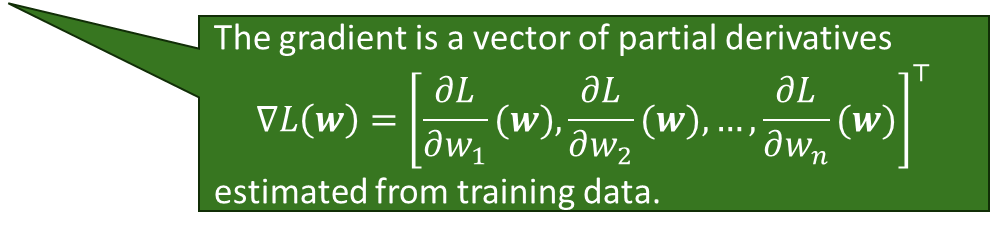 The gradient is a vector of partial derivatives
∇L(w) = [∂L/∂w₁ (w), ∂L/∂w₂ (w), …, ∂L/∂wₙ (w)]ᵀ
estimated from training data.